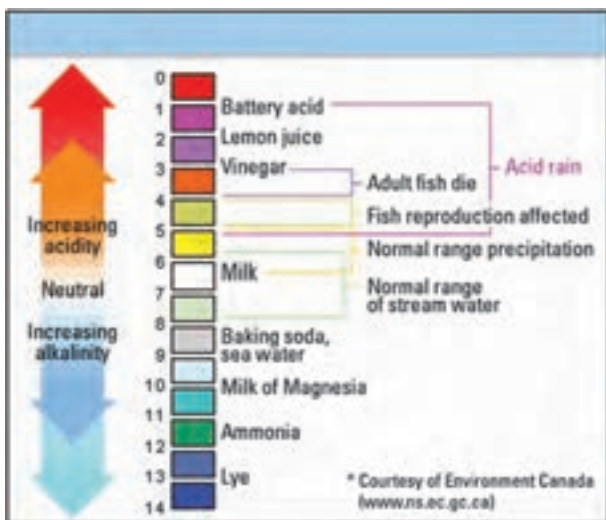 0
1
Battery acid
2
Lemon juice
3
Vinegar
Acid rain
Adult fish die
4
Fish reproduction affected
Increasing
acidity
5
Normal range precipitation
6
Milk
Neutral
7
Normal range
of stream water
8
Increasing
alkalinity
Baking soda,
sea water
9
10
Milk of Magnesia
11
Ammonia
12
13
Lye
14
* Courtesy of Environment Canada
(www.ns.ec.gc.ca)